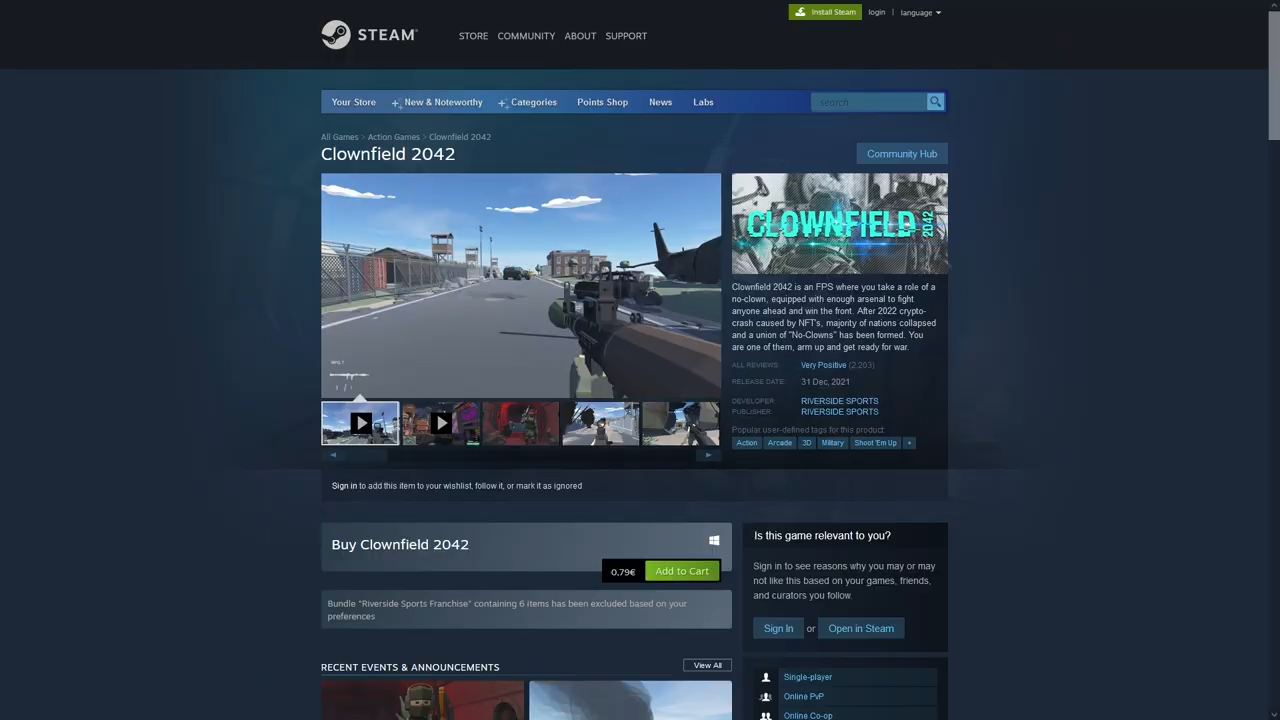 Install Steam
login
language
STEAM
STORE
COMMUNITY
ABOUT
SUPPORT
Your Store
New & Noteworthy
Categories
Points Shop
News
Labs
search
All Games > Action Games > Clownfield 2042
Clownfield 2042
Community Hub
CLOWNFIELD 2042
Clownfield 2042 is an FPS where you take a role of a
no-clown, equipped with enough arsenal to fight
anyone ahead and win the front. After 2022 crypto-
crash caused by NFT's, majority of nations collapsed
and a union of "No-Clowns" has been formed. You
are one of them, arm up and get ready for war.
ALL REVIEWS: Very Positive (2,203)
RELEASE DATE: 31 Dec, 2021
DEVELOPER: RIVERSIDE SPORTS
PUBLISHER: RIVERSIDE SPORTS
Popular user-defined tags for this product:
Action Arcade 3D Military Shoot 'Em Up +
Sign in to add this item to your wishlist, follow it, or mark it as ignored
Buy Clownfield 2042
0,79€
Add to Cart
Bundle "Riverside Sports Franchise" containing 6 items has been excluded based on your
preferences
Is this game relevant to you?
Sign in to see reasons why you may or may
not like this based on your games, friends,
and curators you follow.
Sign In or Open in Steam
RECENT EVENTS & ANNOUNCEMENTS
View All
Single-player
Online PvP
Online Co-op